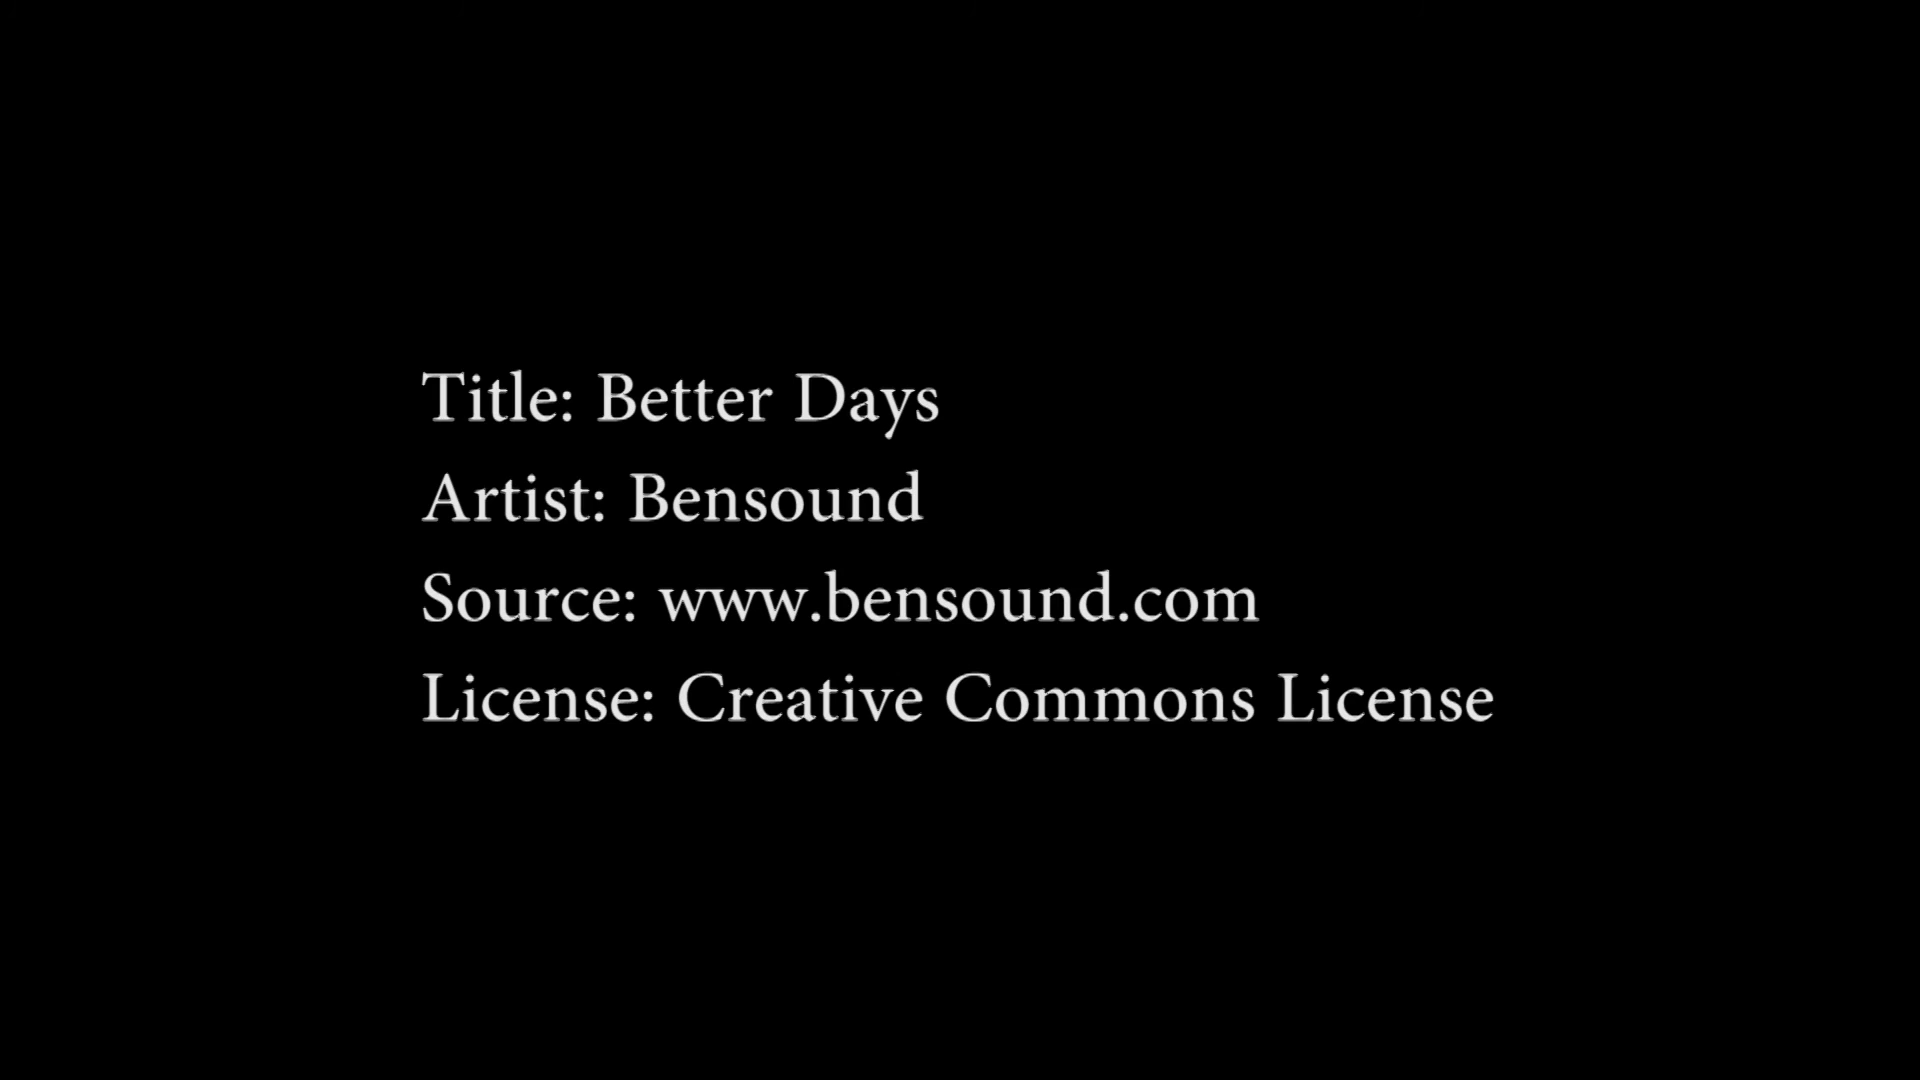 Title: Better Days
Artist: Bensound
Source: www.bensound.com
License: Creative Commons License